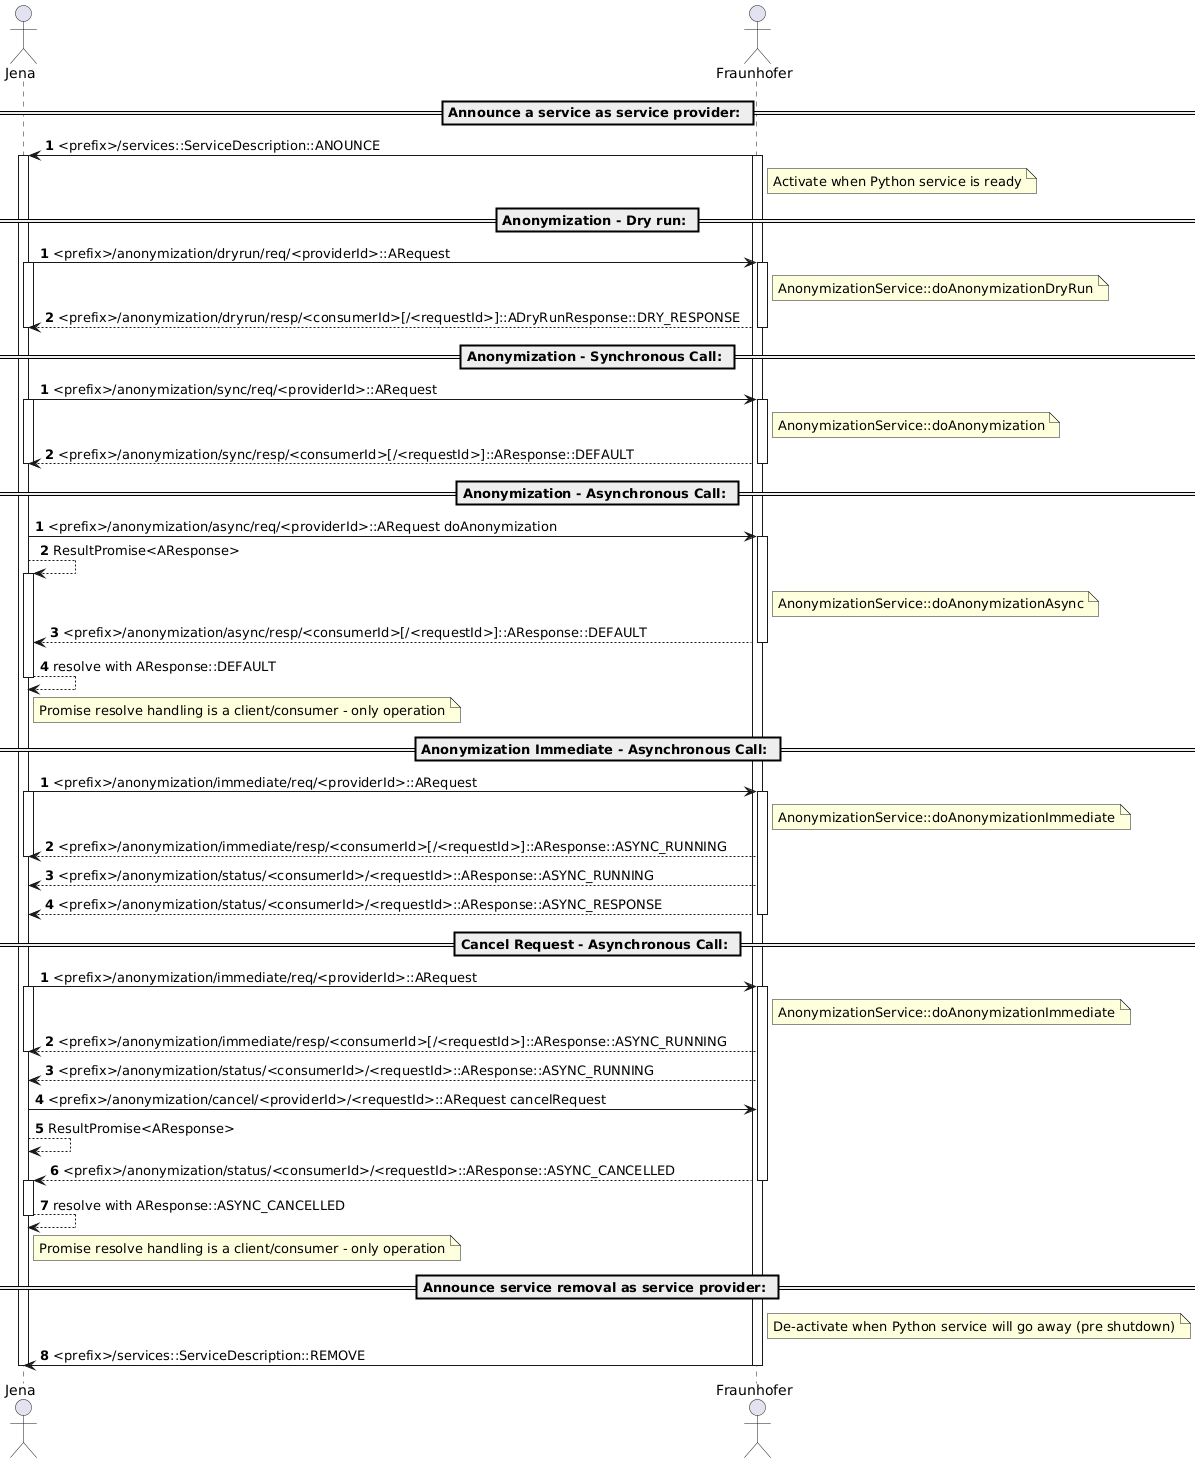 Jena
Fraunhofer
Announce a service as service provider:
1 <prefix>/services::ServiceDescription::ANOUNCE
Activate when Python service is ready
Anonymization - Dry run:
1 <prefix>/anonymization/dryrun/req/<providerId>::ARequest
AnonymizationService::doAnonymizationDryRun
2 <prefix>/anonymization/dryrun/resp/<consumerId>[/<requestId>]::ADryRunResponse::DRY_RESPONSE
Anonymization - Synchronous Call:
1 <prefix>/anonymization/sync/req/<providerId>::ARequest
AnonymizationService::doAnonymization
2 <prefix>/anonymization/sync/resp/<consumerId>[/<requestId>]::AResponse::DEFAULT
Anonymization - Asynchronous Call:
1 <prefix>/anonymization/async/req/<providerId>::ARequest doAnonymization
2 ResultPromise<AResponse>
AnonymizationService::doAnonymizationAsync
3 <prefix>/anonymization/async/resp/<consumerId>[/<requestId>]::AResponse::DEFAULT
4 resolve with AResponse::DEFAULT
Promise resolve handling is a client/consumer - only operation
Anonymization Immediate - Asynchronous Call:
1 <prefix>/anonymization/immediate/req/<providerId>::ARequest
AnonymizationService::doAnonymizationImmediate
2 <prefix>/anonymization/immediate/resp/<consumerId>[/<requestId>]::AResponse::ASYNC_RUNNING
3 <prefix>/anonymization/status/<consumerId>/<requestId>::AResponse::ASYNC_RUNNING
4 <prefix>/anonymization/status/<consumerId>/<requestId>::AResponse::ASYNC_RESPONSE
Cancel Request - Asynchronous Call:
1 <prefix>/anonymization/immediate/req/<providerId>::ARequest
AnonymizationService::doAnonymizationImmediate
2 <prefix>/anonymization/immediate/resp/<consumerId>[/<requestId>]::AResponse::ASYNC_RUNNING
3 <prefix>/anonymization/status/<consumerId>/<requestId>::AResponse::ASYNC_RUNNING
4 <prefix>/anonymization/cancel/<providerId>/<requestId>::ARequest cancelRequest
5 ResultPromise<AResponse>
6 <prefix>/anonymization/status/<consumerId>/<requestId>::AResponse::ASYNC_CANCELLED
7 resolve with AResponse::ASYNC_CANCELLED
Promise resolve handling is a client/consumer - only operation
Announce service removal as service provider:
De-activate when Python service will go away (pre shutdown)
8 <prefix>/services::ServiceDescription::REMOVE
Jena
Fraunhofer